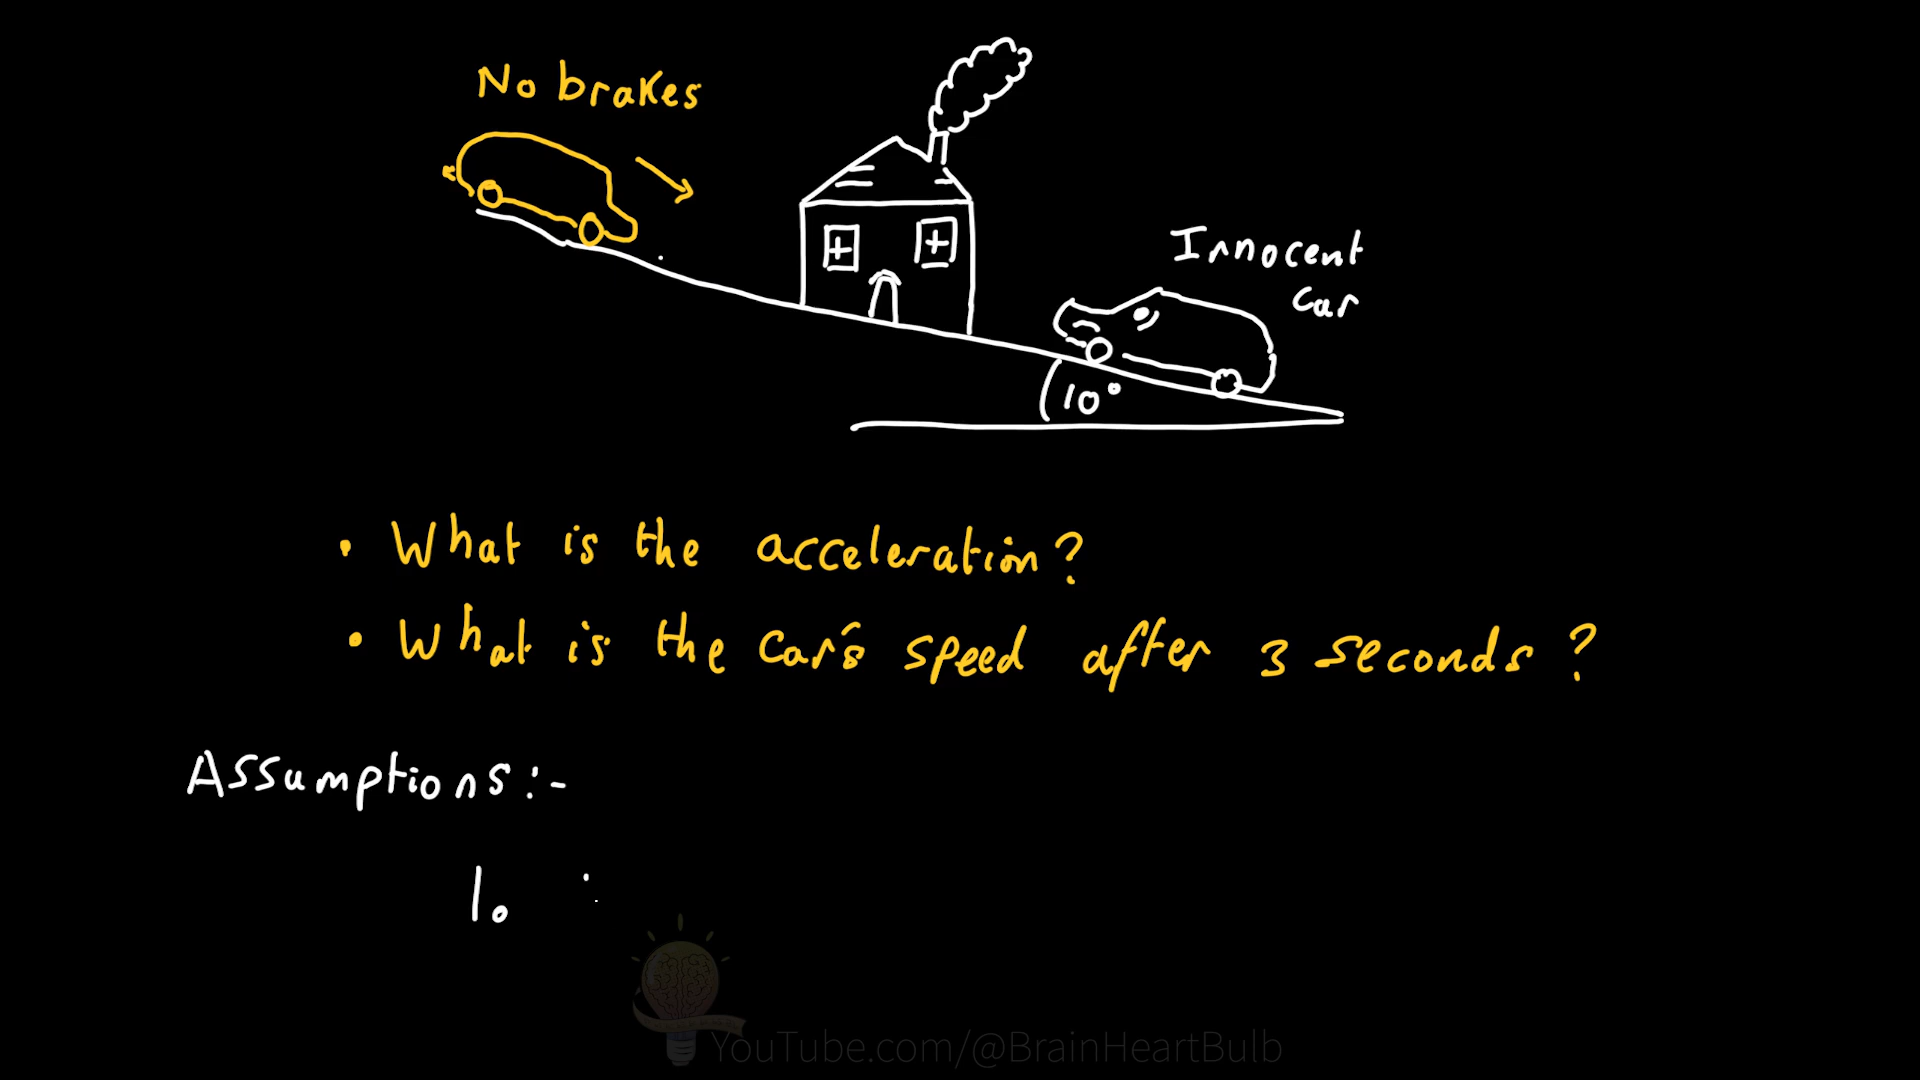 No brakes
Innocent
car
10°
• What is the acceleration?
• What is the car's speed after 3 seconds?
Assumptions:-
1.
YouTube.com/@BrainHeartBulb